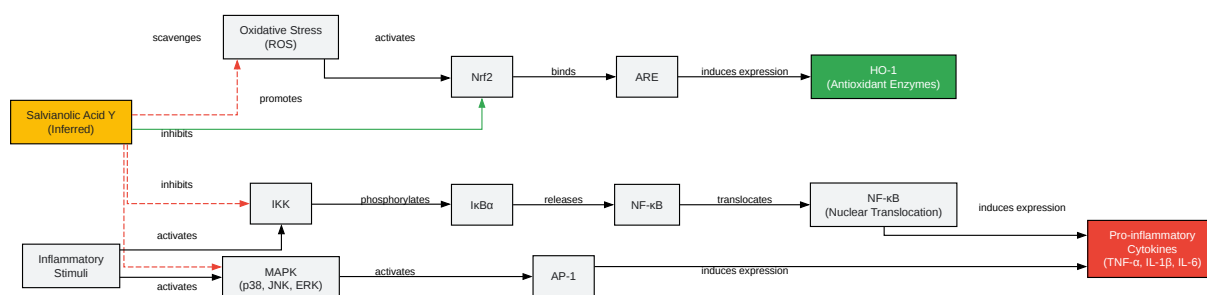 scavenges
Oxidative Stress
(ROS)
activates
Nrf2
binds
ARE
induces expression
HO-1
(Antioxidant Enzymes)
promotes
Salvianolic Acid Y
(Inferred)
inhibits
inhibits
IKK
phosphorylates
IκBα
releases
NF-κB
translocates
NF-κB
(Nuclear Translocation)
induces expression
activates
Inflammatory
Stimuli
activates
MAPK
(p38, JNK, ERK)
activates
AP-1
induces expression
Pro-inflammatory
Cytokines
(TNF-α, IL-1β, IL-6)